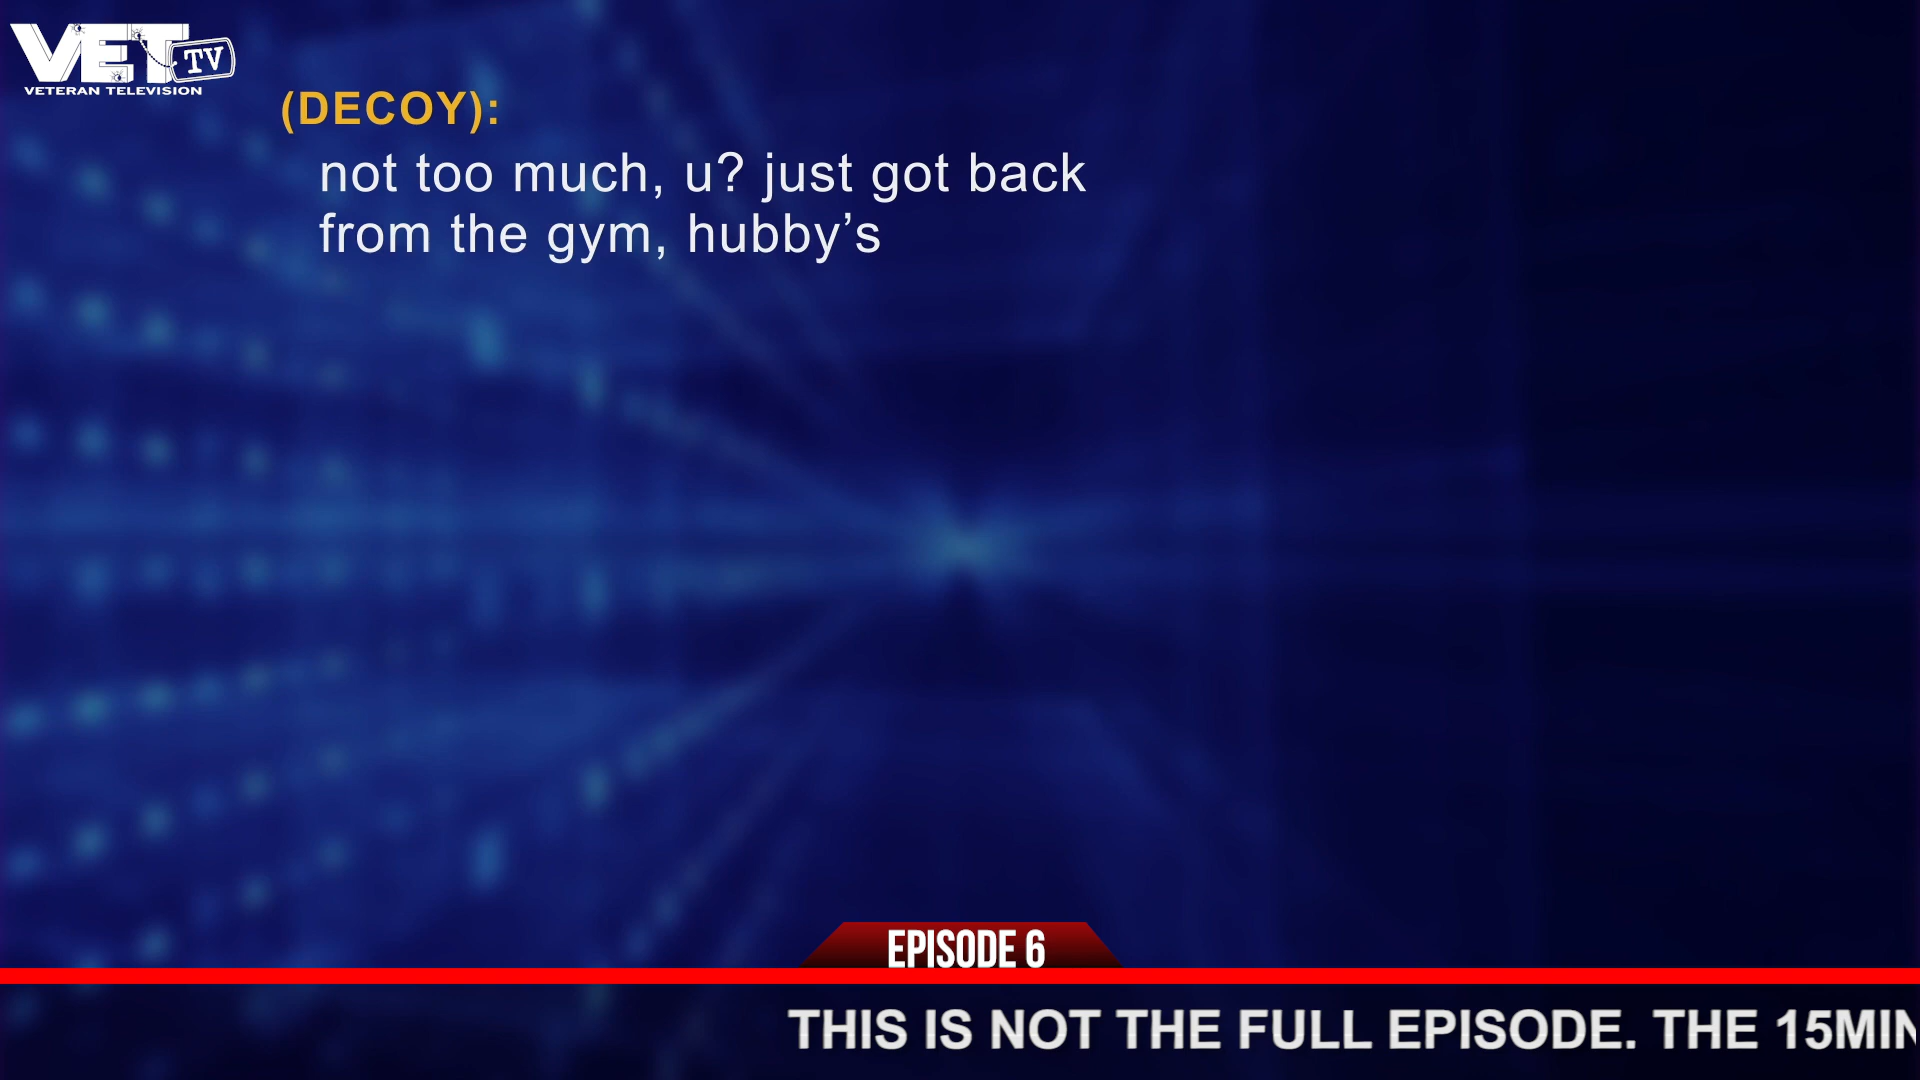 VET TV
VETERAN TELEVISION
(DECOY):
not too much, u? just got back
from the gym, hubby’s
EPISODE 6
THIS IS NOT THE FULL EPISODE. THE 15MIN